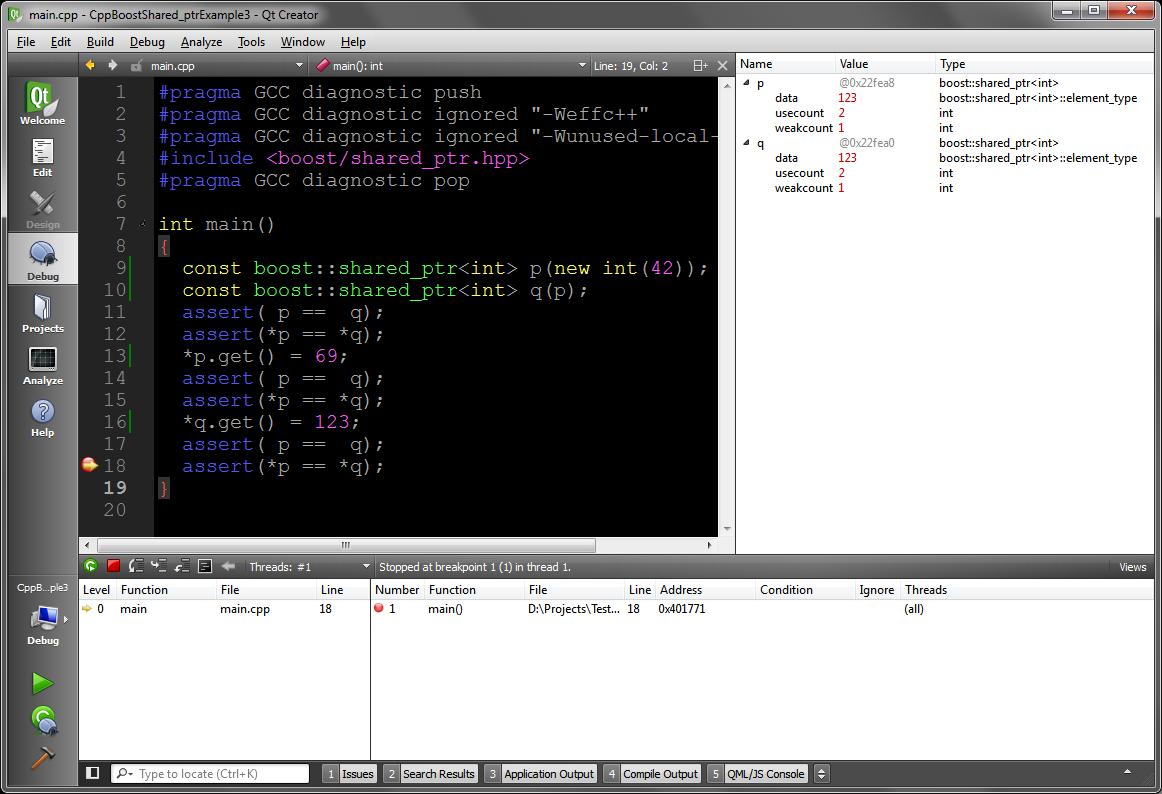 main.cpp - CppBoostShared_ptrExample3 - Qt Creator
File Edit Build Debug Analyze Tools Window Help
main.cpp main(): int Line: 19, Col: 2
Qt
Welcome
Edit
Design
Debug
Projects
Analyze
Help
1 #pragma GCC diagnostic push
2 #pragma GCC diagnostic ignored "-Weffc++"
3 #pragma GCC diagnostic ignored "-Wunused-local-
4 #include <boost/shared_ptr.hpp>
5 #pragma GCC diagnostic pop
6
7 int main()
8 {
9 const boost::shared_ptr<int> p(new int(42));
10 const boost::shared_ptr<int> q(p);
11 assert( p ==  q);
12 assert(*p == *q);
13 *p.get() = 69;
14 assert( p ==  q);
15 assert(*p == *q);
16 *q.get() = 123;
17 assert( p ==  q);
18 assert(*p == *q);
19 }
20
Name Value Type
p @0x22fea8 boost::shared_ptr<int>
data 123 boost::shared_ptr<int>::element_type
usecount 2 int
weakcount 1 int
q @0x22fea0 boost::shared_ptr<int>
data 123 boost::shared_ptr<int>::element_type
usecount 2 int
weakcount 1 int
CppB...ple3
Debug
Threads: #1 Stopped at breakpoint 1 (1) in thread 1. Views
Level Function File Line
0 main main.cpp 18
Number Function File Line Address Condition Ignore Threads
1 main() D:\Projects\Test... 18 0x401771 (all)
Type to locate (Ctrl+K) 1 Issues 2 Search Results 3 Application Output 4 Compile Output 5 QML/JS Console